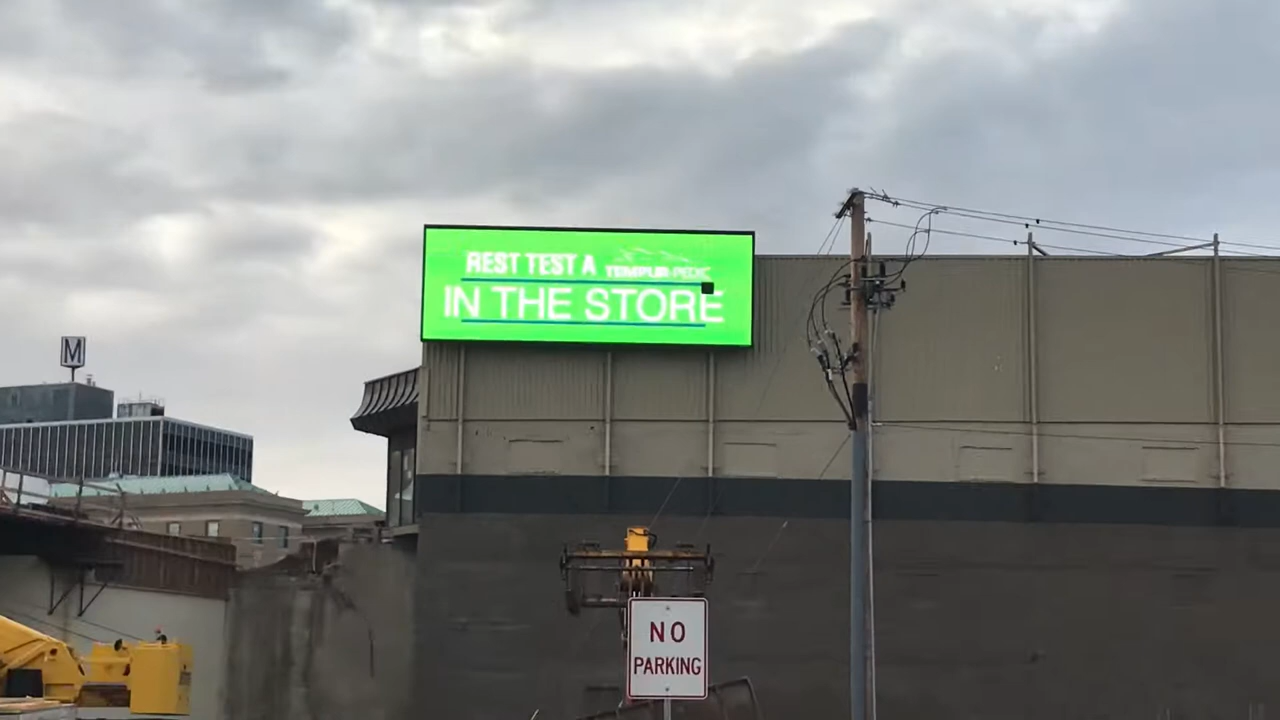 REST TEST A TEMPUR-PEDIC
IN THE STORE
M
NO
PARKING